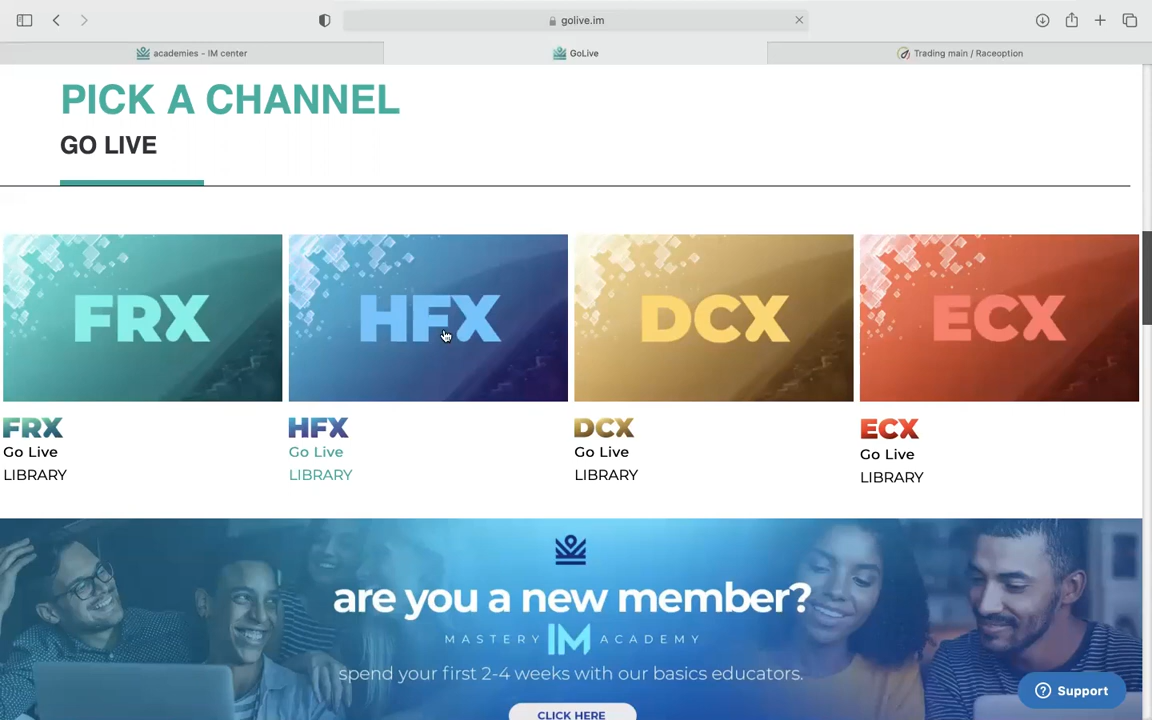 golive.im
academies - IM center
GoLive
Trading main / Raceoption
PICK A CHANNEL
GO LIVE
FRX
HFX
DCX
ECX
FRX
Go Live
LIBRARY
HFX
Go Live
LIBRARY
DCX
Go Live
LIBRARY
ECX
Go Live
LIBRARY
are you a new member?
MASTERY IM ACADEMY
spend your first 2-4 weeks with our basics educators.
CLICK HERE
Support